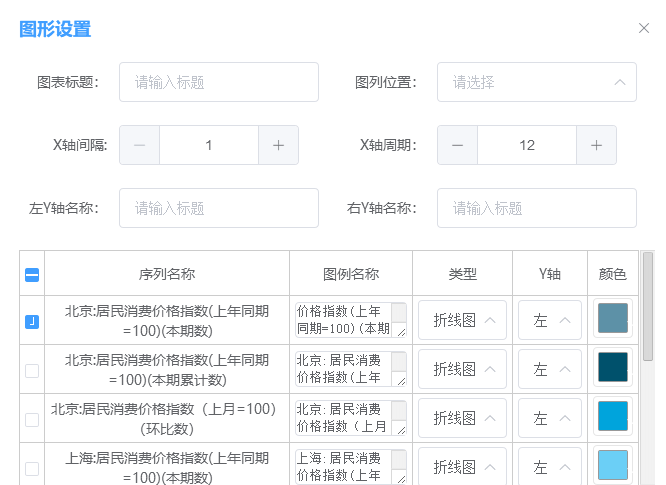 图形设置
图表标题： 请输入标题 图列位置： 请选择
X轴间隔: 1 X轴周期： 12
左Y轴名称： 请输入标题 右Y轴名称： 请输入标题
序列名称 图例名称 类型 Y轴 颜色
北京:居民消费价格指数(上年同期
=100)(本期数)
价格指数(上年
同期=100)(本期
折线图 左
北京:居民消费价格指数(上年同期
=100)(本期累计数)
北京:居民消费
价格指数(上年
折线图 左
北京:居民消费价格指数（上月=100）
（环比数）
北京:居民消费
价格指数（上月
折线图 左
上海:居民消费价格指数(上年同期
=100)(本期数)
上海:居民消费
价格指数(上年
折线图 左